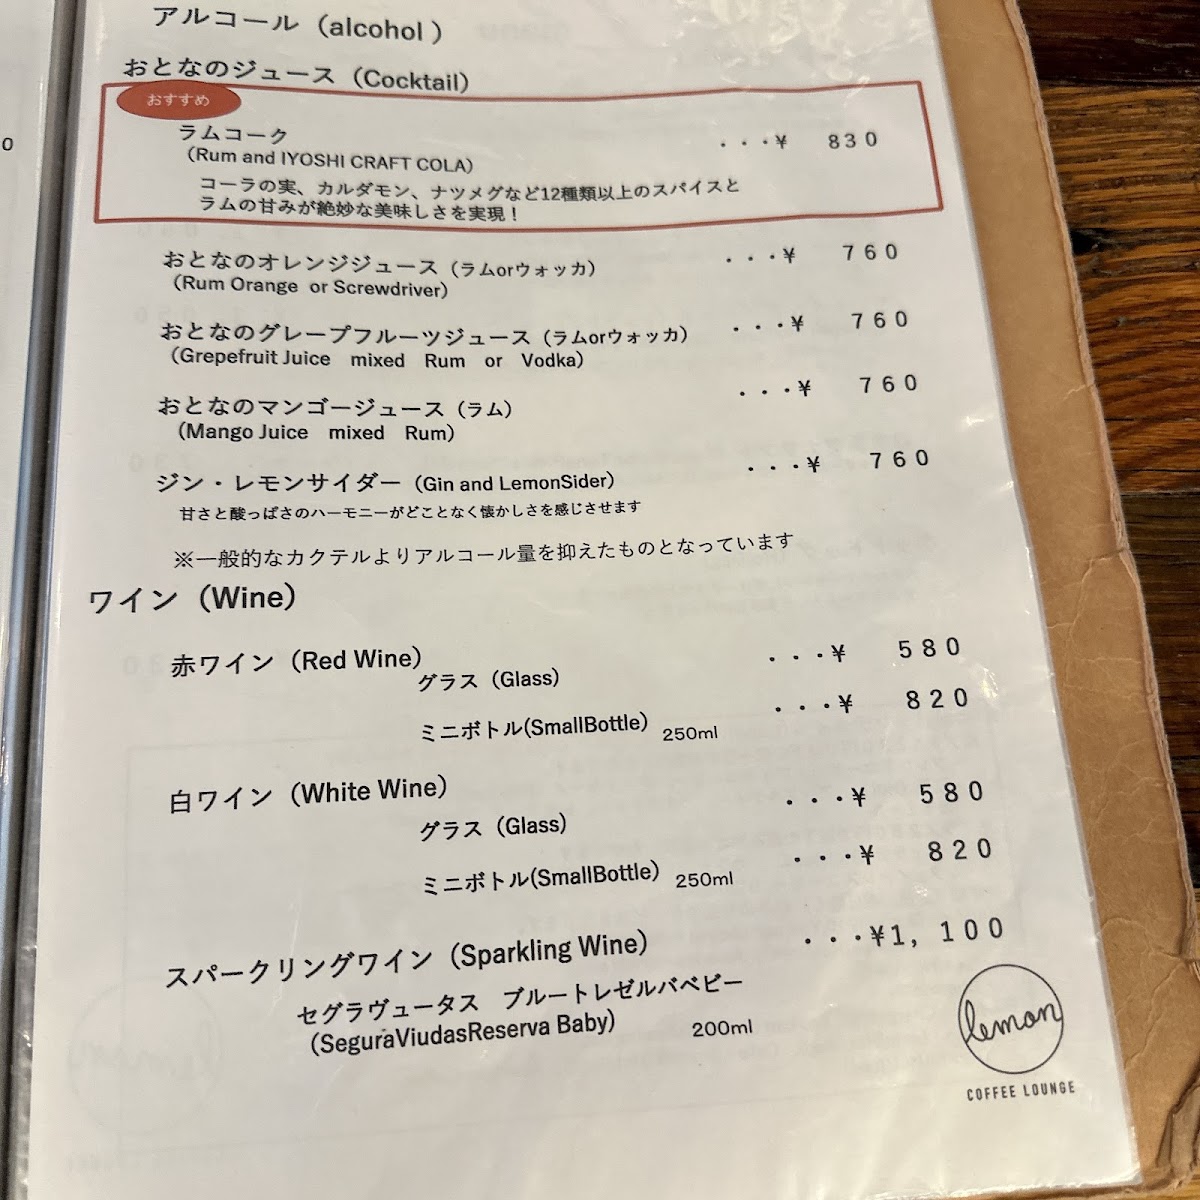 アルコール（alcohol ）
おとなのジュース（Cocktail）
おすすめ
ラムコーク ・・・¥ 830
（Rum and IYOSHI CRAFT COLA）
コーラの実、カルダモン、ナツメグなど12種類以上のスパイスと
ラムの甘みが絶妙な美味しさを実現！
おとなのオレンジジュース（ラムorウォッカ） ・・・¥ 760
（Rum Orange or Screwdriver）
おとなのグレープフルーツジュース（ラムorウォッカ） ・・・¥ 760
（Grepefruit Juice mixed Rum or Vodka）
おとなのマンゴージュース（ラム） ・・・¥ 760
（Mango Juice mixed Rum）
ジン・レモンサイダー（Gin and LemonSider） ・・・¥ 760
甘さと酸っぱさのハーモニーがどことなく懐かしさを感じさせます
※一般的なカクテルよりアルコール量を抑えたものとなっています
ワイン（Wine）
赤ワイン（Red Wine）
グラス（Glass） ・・・¥ 580
ミニボトル(SmallBottle) 250ml ・・・¥ 820
白ワイン（White Wine）
グラス（Glass） ・・・¥ 580
ミニボトル(SmallBottle) 250ml ・・・¥ 820
スパークリングワイン（Sparkling Wine） ・・・¥1, 100
セグラヴュータス ブルートレゼルバベビー
（SeguraViudasReserva Baby） 200ml
lemon
COFFEE LOUNGE